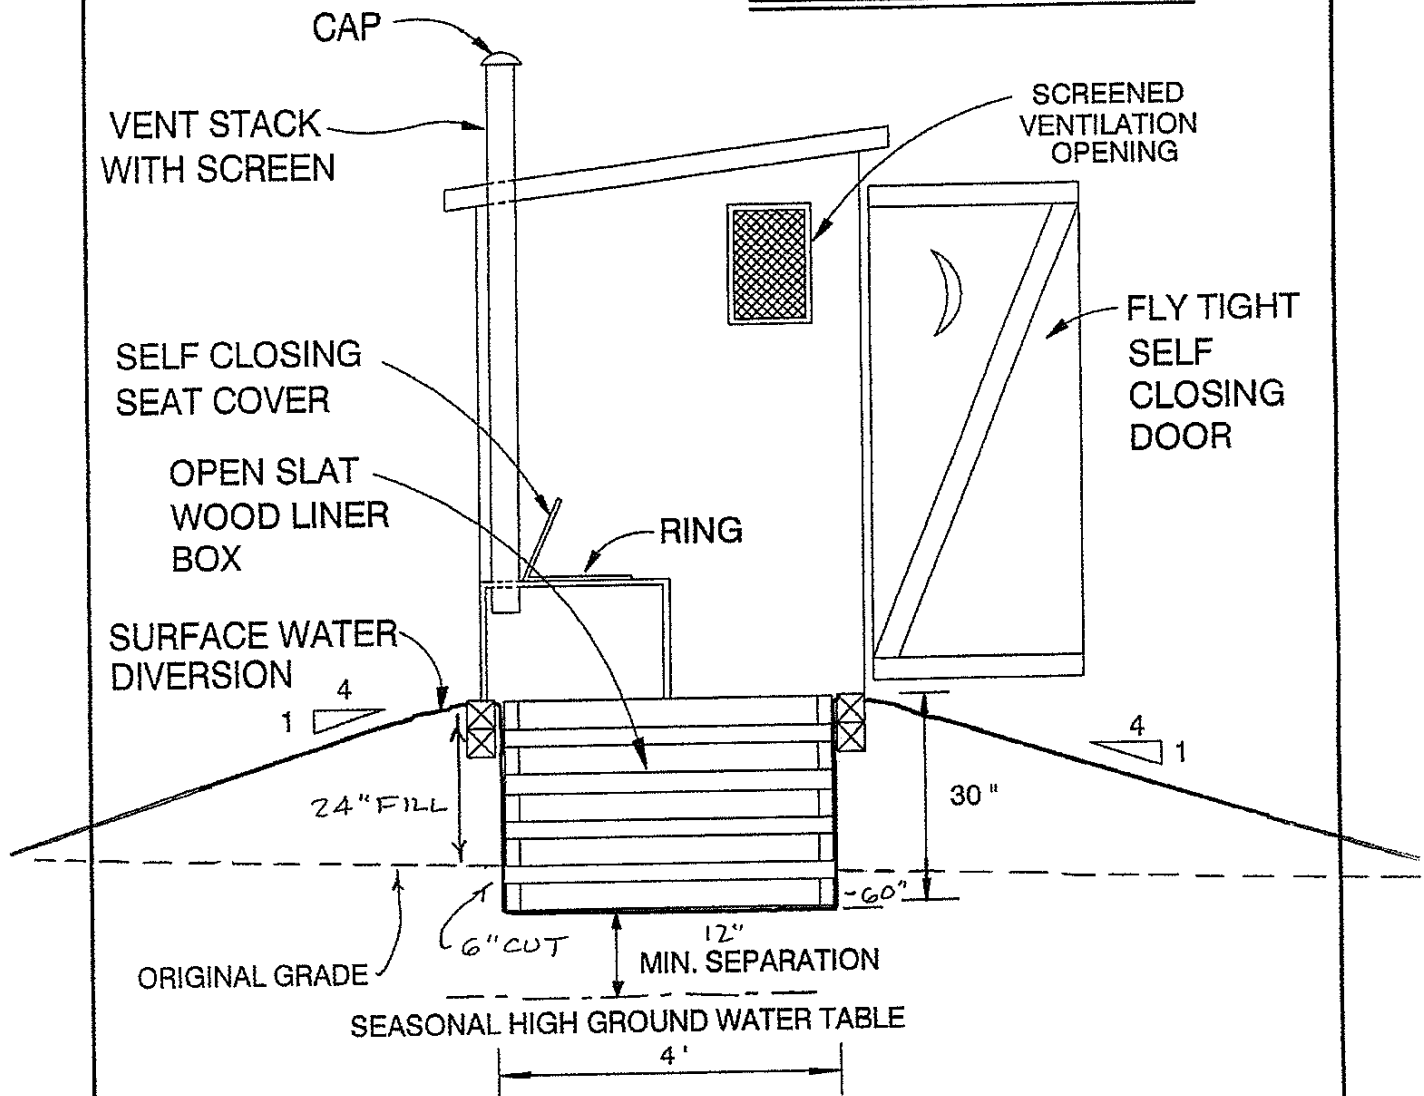 CAP
VENT STACK
WITH SCREEN
SCREENED
VENTILATION
OPENING
FLY TIGHT
SELF
CLOSING
DOOR
SELF CLOSING
SEAT COVER
OPEN SLAT
WOOD LINER
BOX
RING
SURFACE WATER
DIVERSION
4
1
4
1
24" FILL
30"
-60"
6" CUT
12"
MIN. SEPARATION
ORIGINAL GRADE
SEASONAL HIGH GROUND WATER TABLE
4'